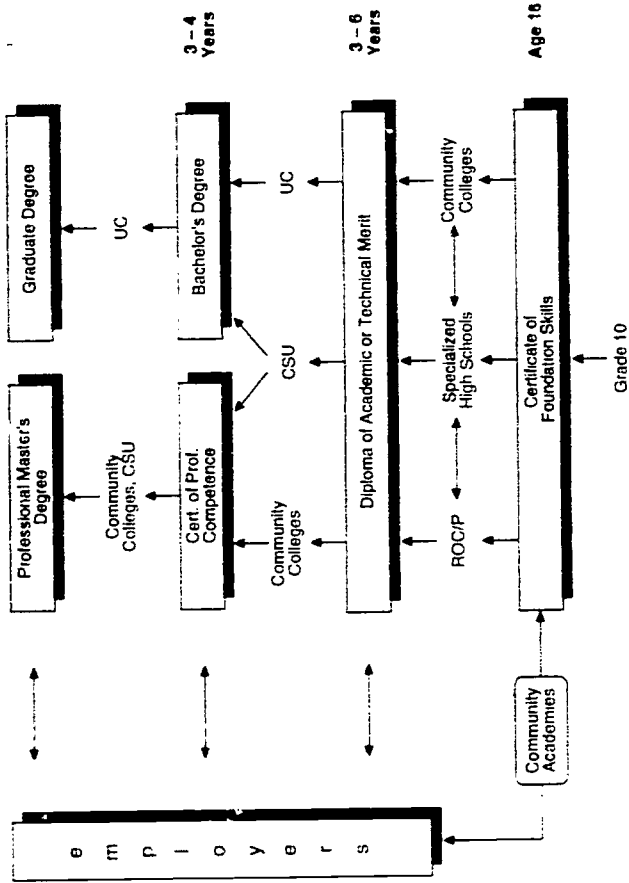 Professional Master's
Degree
Graduate Degree
Community
Colleges, CSU
UC
Cert. of Prof.
Competence
Bachelor's Degree
3 – 4
Years
Community
Colleges
CSU
UC
Diploma of Academic or Technical Merit
3 – 6
Years
ROC/P
Specialized
High Schools
Community
Colleges
Certificate of
Foundation Skills
Age 16
Grade 10
Community
Academies
employers